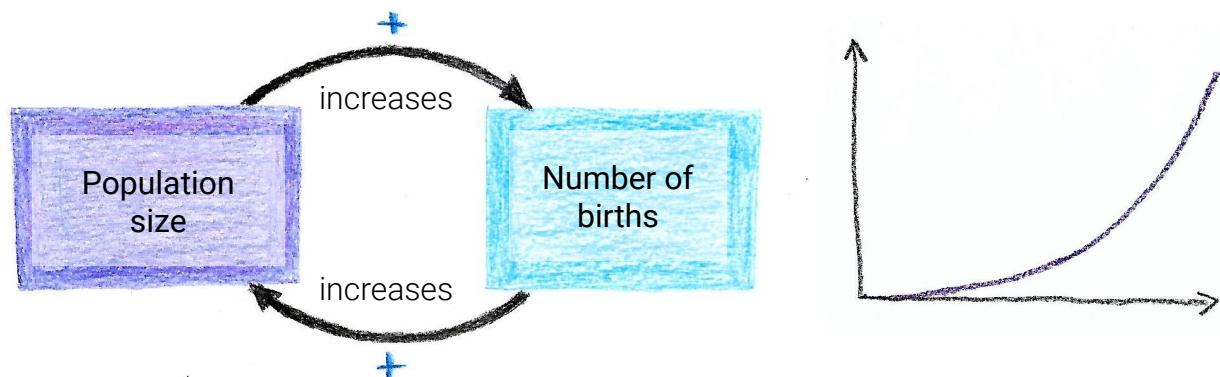 +
increases
Population
size
Number of
births
increases
+